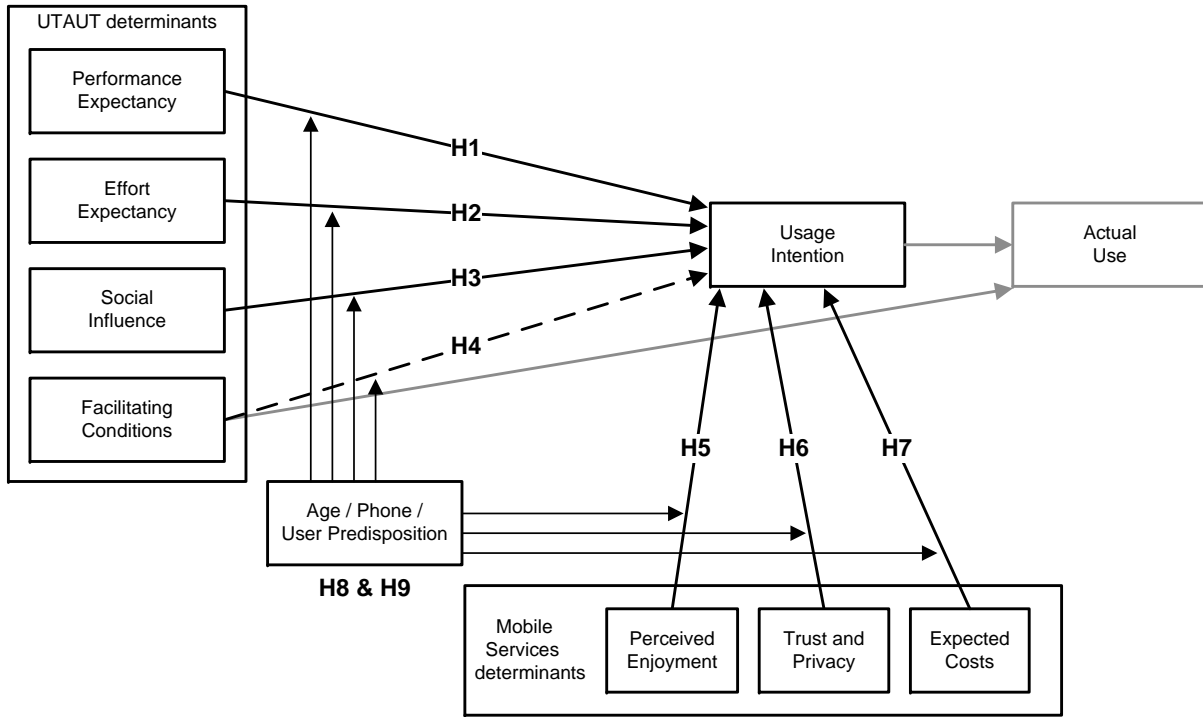 UTAUT determinants
Performance
Expectancy
Effort
Expectancy
Social
Influence
Facilitating
Conditions
H1
H2
H3
H4
Usage
Intention
Actual
Use
H5
H6
H7
Age / Phone /
User Predisposition
H8 & H9
Mobile
Services
determinants
Perceived
Enjoyment
Trust and
Privacy
Expected
Costs